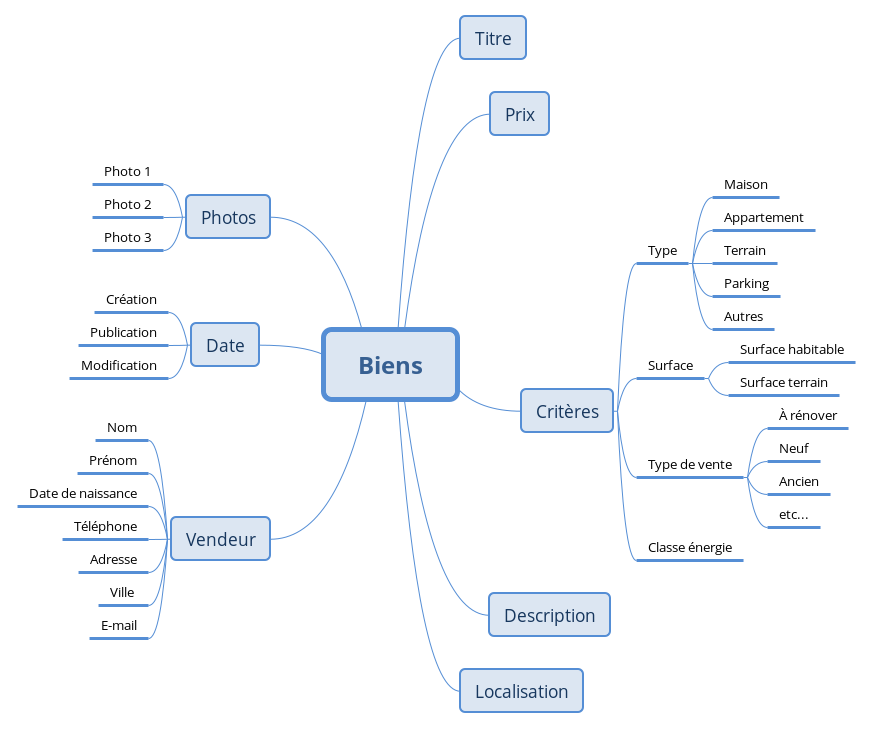 Titre
Prix
Photos
Photo 1
Photo 2
Photo 3
Date
Création
Publication
Modification
Biens
Vendeur
Nom
Prénom
Date de naissance
Téléphone
Adresse
Ville
E-mail
Critères
Type
Maison
Appartement
Terrain
Parking
Autres
Surface
Surface habitable
Surface terrain
Type de vente
À rénover
Neuf
Ancien
etc...
Classe énergie
Description
Localisation